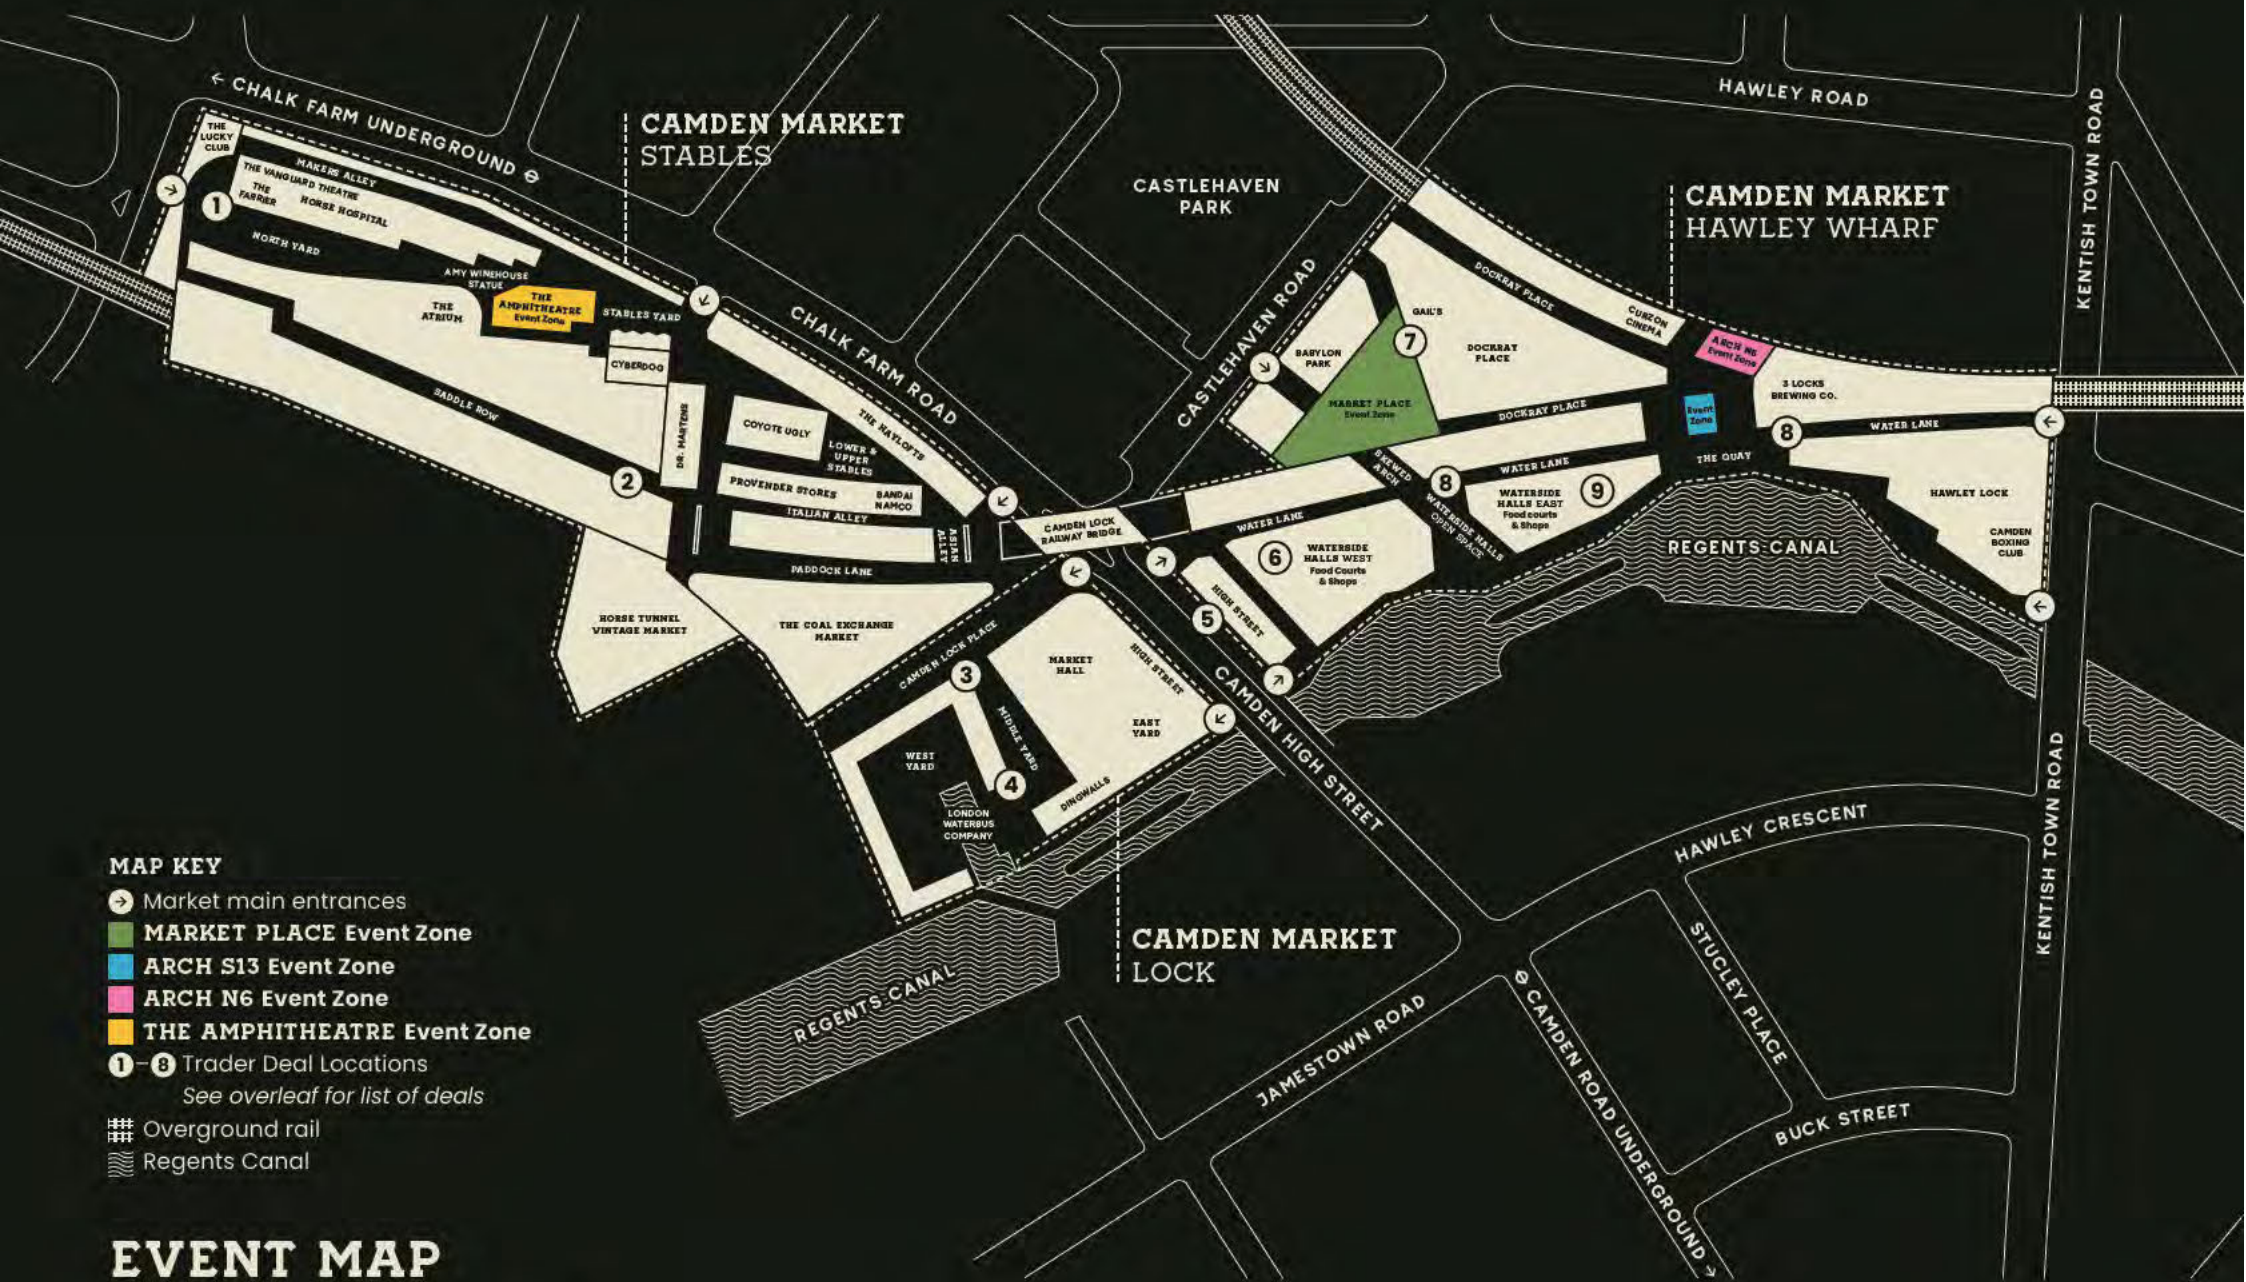 ← CHALK FARM UNDERGROUND
CAMDEN MARKET
STABLES
HAWLEY ROAD
KENTISH TOWN ROAD
THE
LUCKY
CLUB
MAKERS ALLEY
THE VANGUARD THEATRE
THE
FARRIER
HORSE HOSPITAL
1
NORTH YARD
AMY WINEHOUSE
STATUE
THE
ATRIUM
THE
AMPHITHEATRE
Event Zone
STABLES YARD
CYBERDOG
SADDLE ROW
DR. MARTENS
2
COYOTE UGLY
LOWER &
UPPER
STABLES
THE HAYLOFTS
PROVENDER STORES
BANDAI
NAMCO
ITALIAN ALLEY
ASIAN
ALLEY
PADDOCK LANE
HORSE TUNNEL
VINTAGE MARKET
THE COAL EXCHANGE
MARKET
CHALK FARM ROAD
CASTLEHAVEN
PARK
CASTLEHAVEN ROAD
CAMDEN MARKET
HAWLEY WHARF
DOCKRAY PLACE
CURZON
CINEMA
GAIL'S
7
DOCKRAY
PLACE
BABYLON
PARK
MARKET PLACE
Event Zone
ARCH N6
Event Zone
3 LOCKS
BREWING CO.
Event
Zone
DOCKRAY PLACE
8
WATER LANE
THE QUAY
HAWLEY LOCK
CAMDEN
BOXING
CLUB
SKEWED
ARCH
8
WATER LANE
WATERSIDE
HALLS EAST
Food courts
& Shops
9
WATERSIDE HALLS
OPEN SPACE
REGENTS CANAL
CAMDEN LOCK
RAILWAY BRIDGE
WATER LANE
6
WATERSIDE
HALLS WEST
Food Courts
& Shops
5
HIGH STREET
CAMDEN LOCK PLACE
3
MARKET
HALL
HIGH STREET
EAST
YARD
MIDDLE YARD
WEST
YARD
4
DINGWALLS
LONDON
WATERBUS
COMPANY
CAMDEN HIGH STREET
CAMDEN MARKET
LOCK
REGENTS CANAL
HAWLEY CRESCENT
KENTISH TOWN ROAD
STUCLEY PLACE
JAMESTOWN ROAD
CAMDEN ROAD UNDERGROUND →
BUCK STREET
MAP KEY
Market main entrances
MARKET PLACE Event Zone
ARCH S13 Event Zone
ARCH N6 Event Zone
THE AMPHITHEATRE Event Zone
1-8 Trader Deal Locations
See overleaf for list of deals
Overground rail
Regents Canal
EVENT MAP